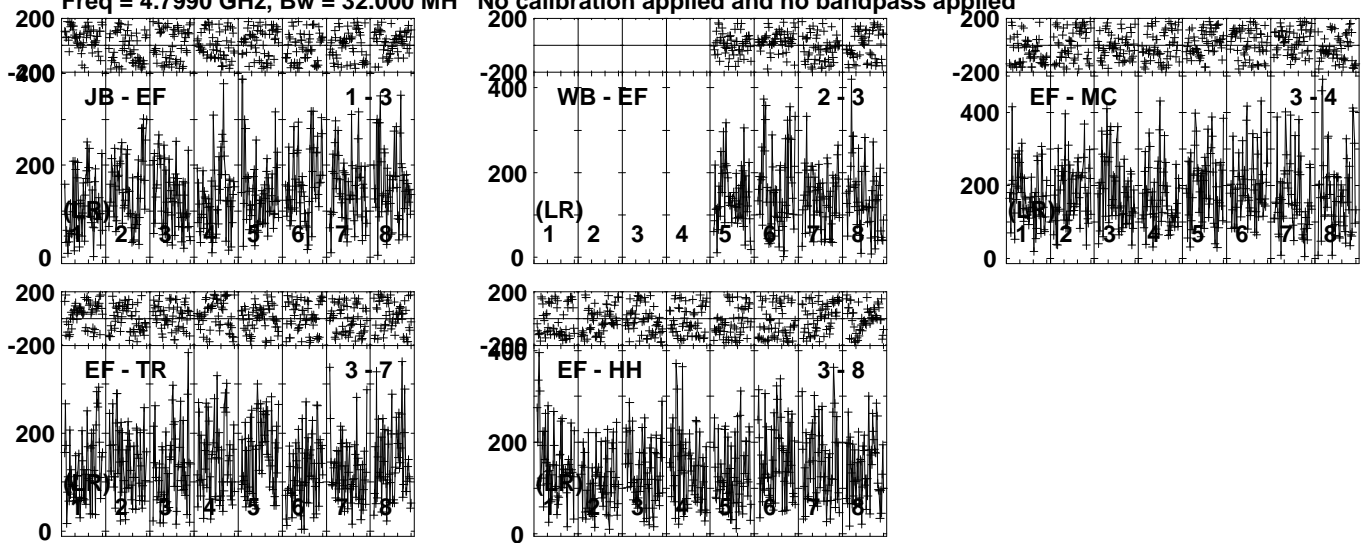 Freq = 4.7990 GHz, Bw = 32.000 MH No calibration applied and no bandpass applied
200
-200
400
JB - EF 1 - 3
200
(LR)
1 2 3 4 5 6 7 8
0
200
-200
400
WB - EF 2 - 3
200
(LR)
1 2 3 4 5 6 7 8
0
200
-200
400
EF - MC 3 - 4
200
(LR)
1 2 3 4 5 6 7 8
0
200
-200
EF - TR 3 - 7
200
(LR)
1 2 3 4 5 6 7 8
0
200
-200
400
EF - HH 3 - 8
200
(LR)
1 2 3 4 5 6 7 8
0